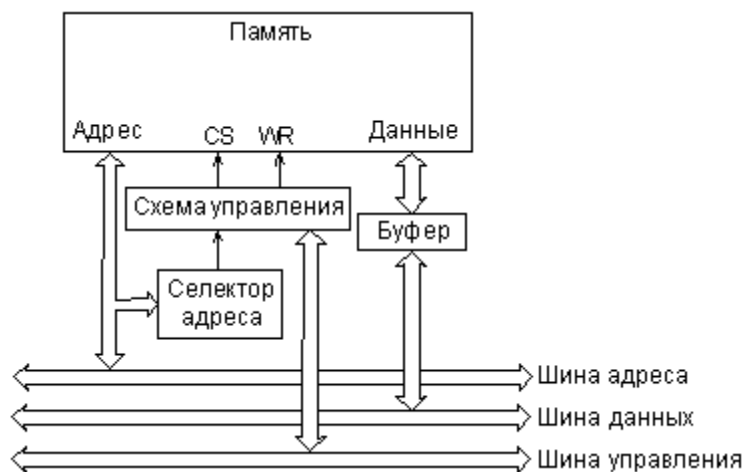 Память
Адрес CS WR Данные
Схема управления
Буфер
Селектор
адреса
Шина адреса
Шина данных
Шина управления